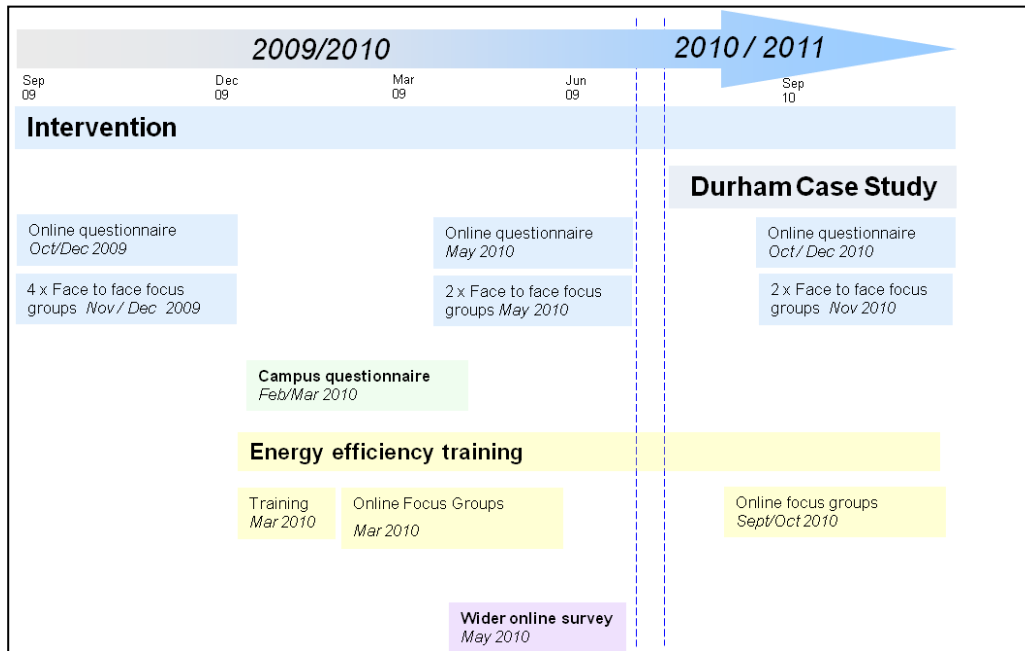 2009/2010
2010 / 2011
Sep
09
Dec
09
Mar
09
Jun
09
Sep
10
Intervention
Durham Case Study
Online questionnaire
Oct/Dec 2009
Online questionnaire
May 2010
Online questionnaire
Oct / Dec 2010
4 x Face to face focus
groups Nov / Dec 2009
2 x Face to face focus
groups May 2010
2 x Face to face focus
groups Nov 2010
Campus questionnaire
Feb/Mar 2010
Energy efficiency training
Training
Mar 2010
Online Focus Groups
Mar 2010
Online focus groups
Sept/Oct 2010
Wider online survey
May 2010